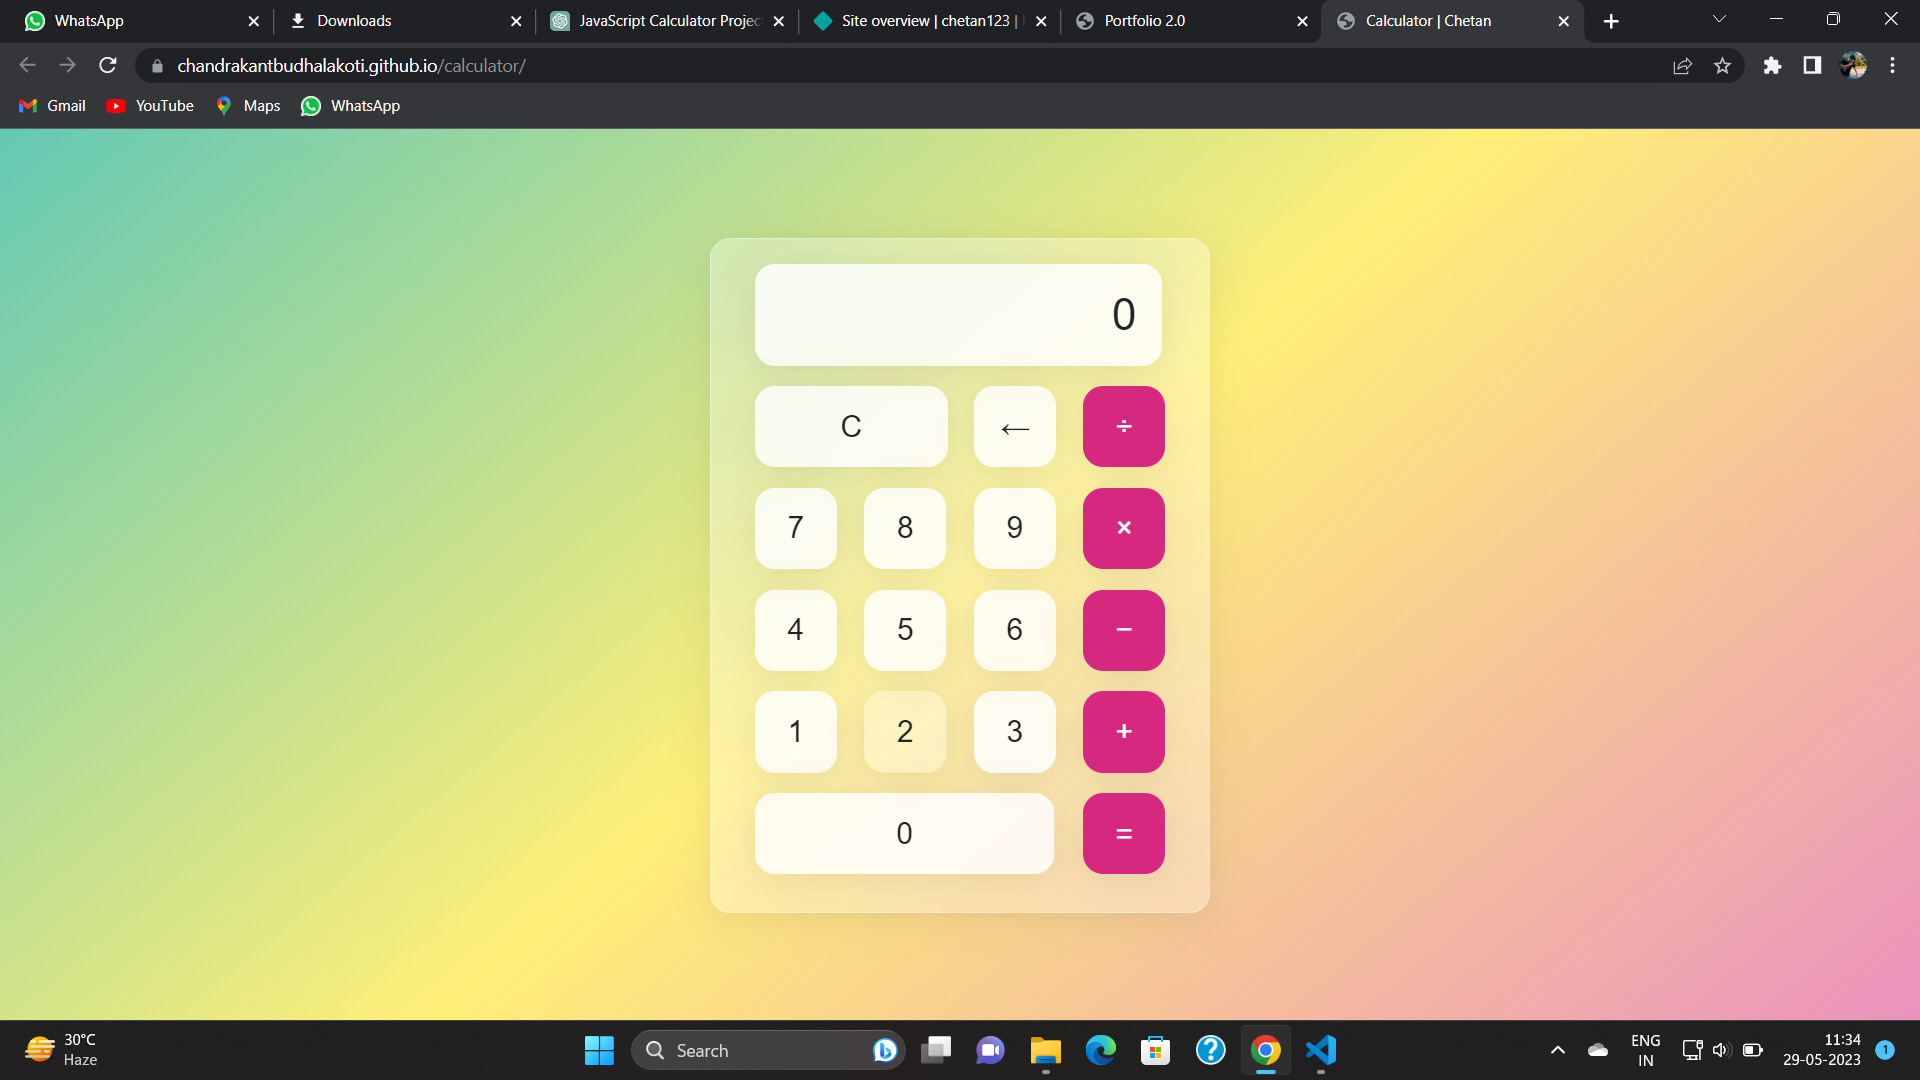 WhatsApp
Downloads
JavaScript Calculator Projec
Site overview | chetan123 |
Portfolio 2.0
Calculator | Chetan
chandrakantbudhalakoti.github.io/calculator/
Gmail
YouTube
Maps
WhatsApp
0
C ← ÷
7 8 9 ×
4 5 6 −
1 2 3 +
0 =
30°C
Haze
Search
ENG
IN
11:34
29-05-2023
1